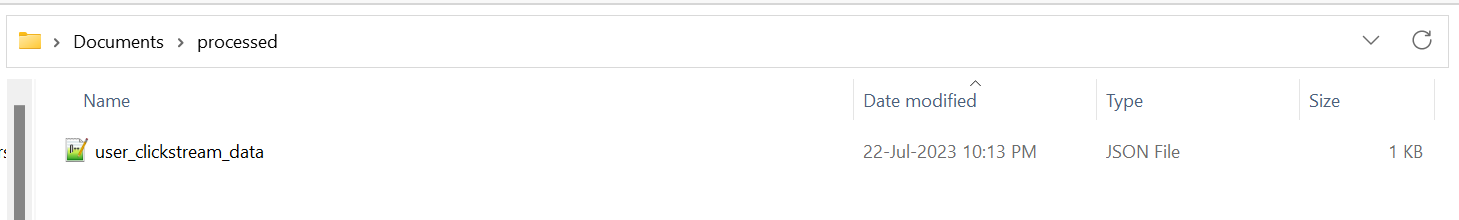 Documents > processed
Name Date modified Type Size
user_clickstream_data 22-Jul-2023 10:13 PM JSON File 1 KB